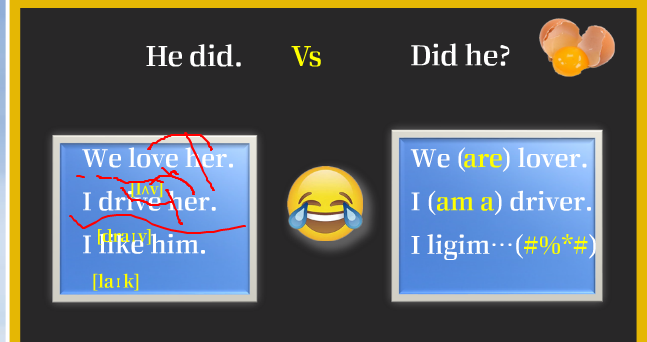 He did. Vs Did he?
We love her.
[lʌv]
I drive her.
[draɪv]
I like him.
[laɪk]
We (are) lover.
I (am a) driver.
I ligim…(#%*#)